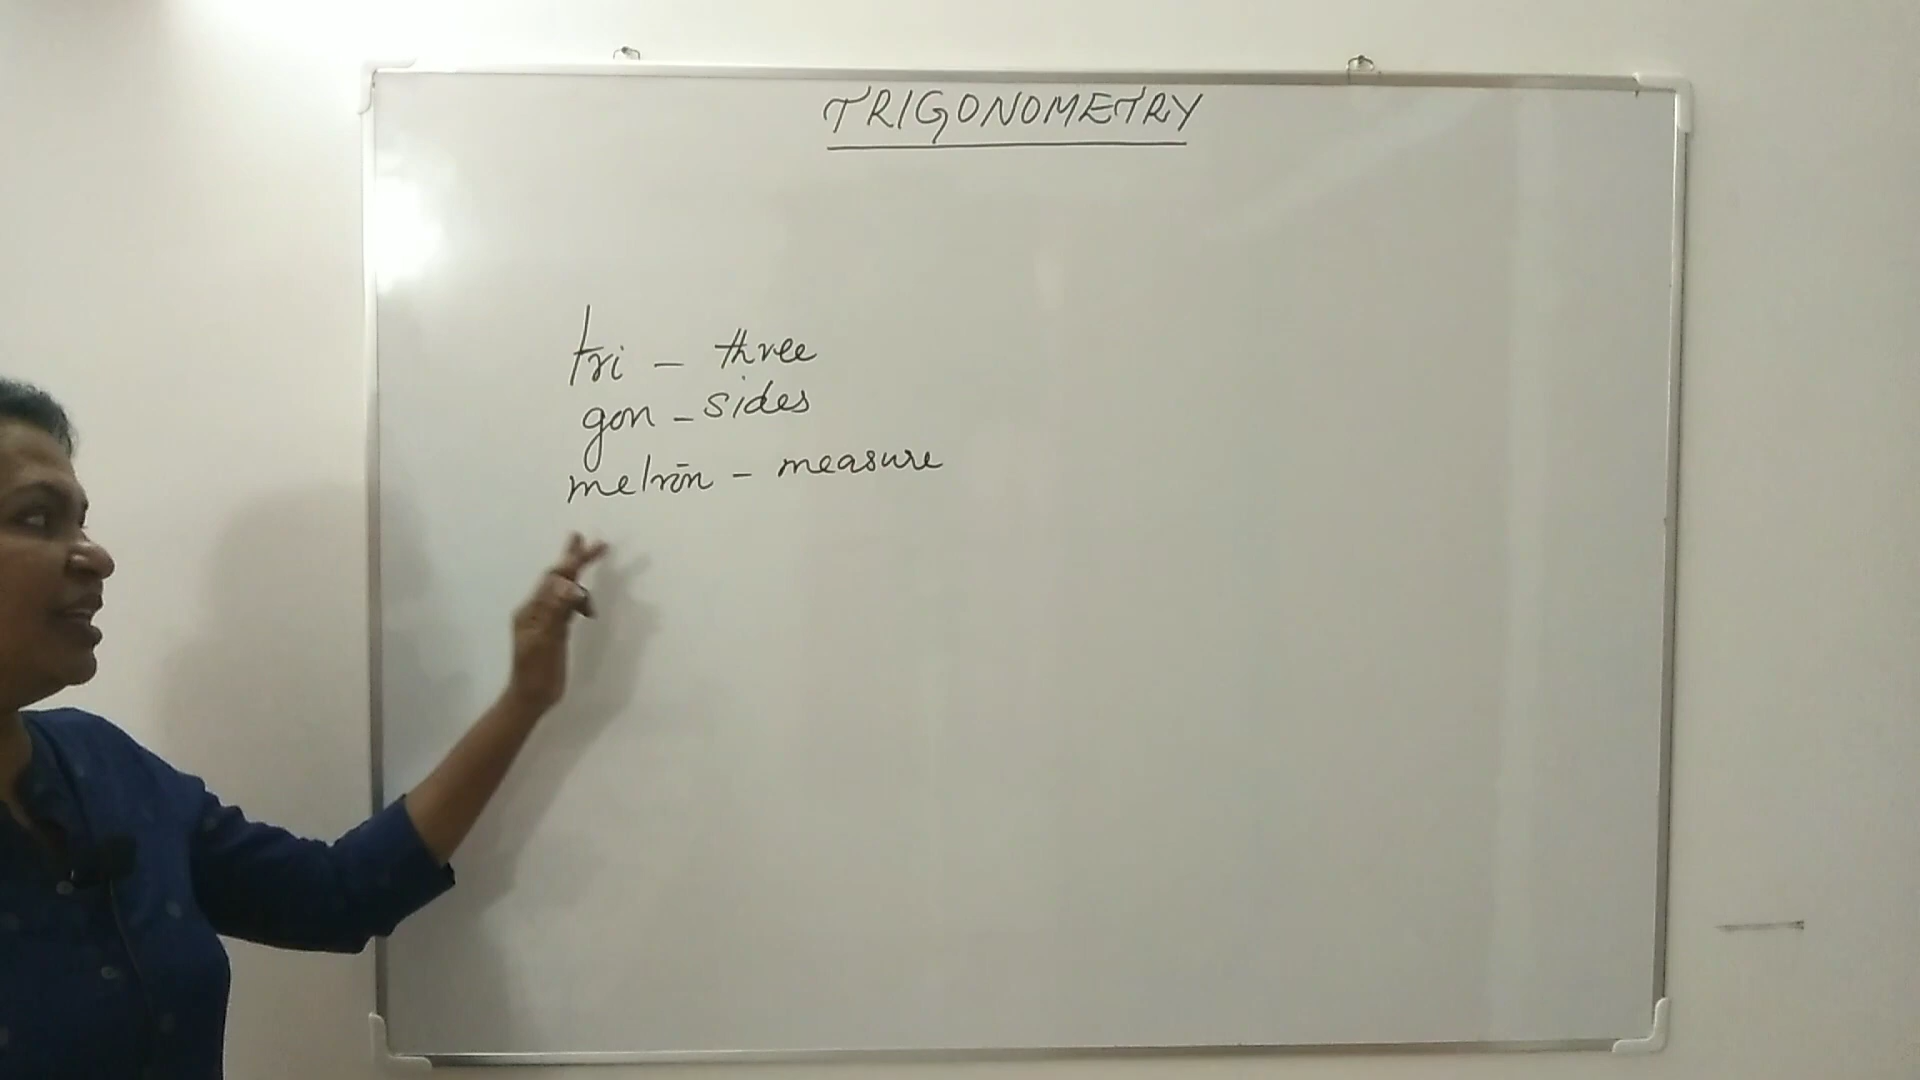 TRIGONOMETRY
tri - three
gon - sides
metron - measure